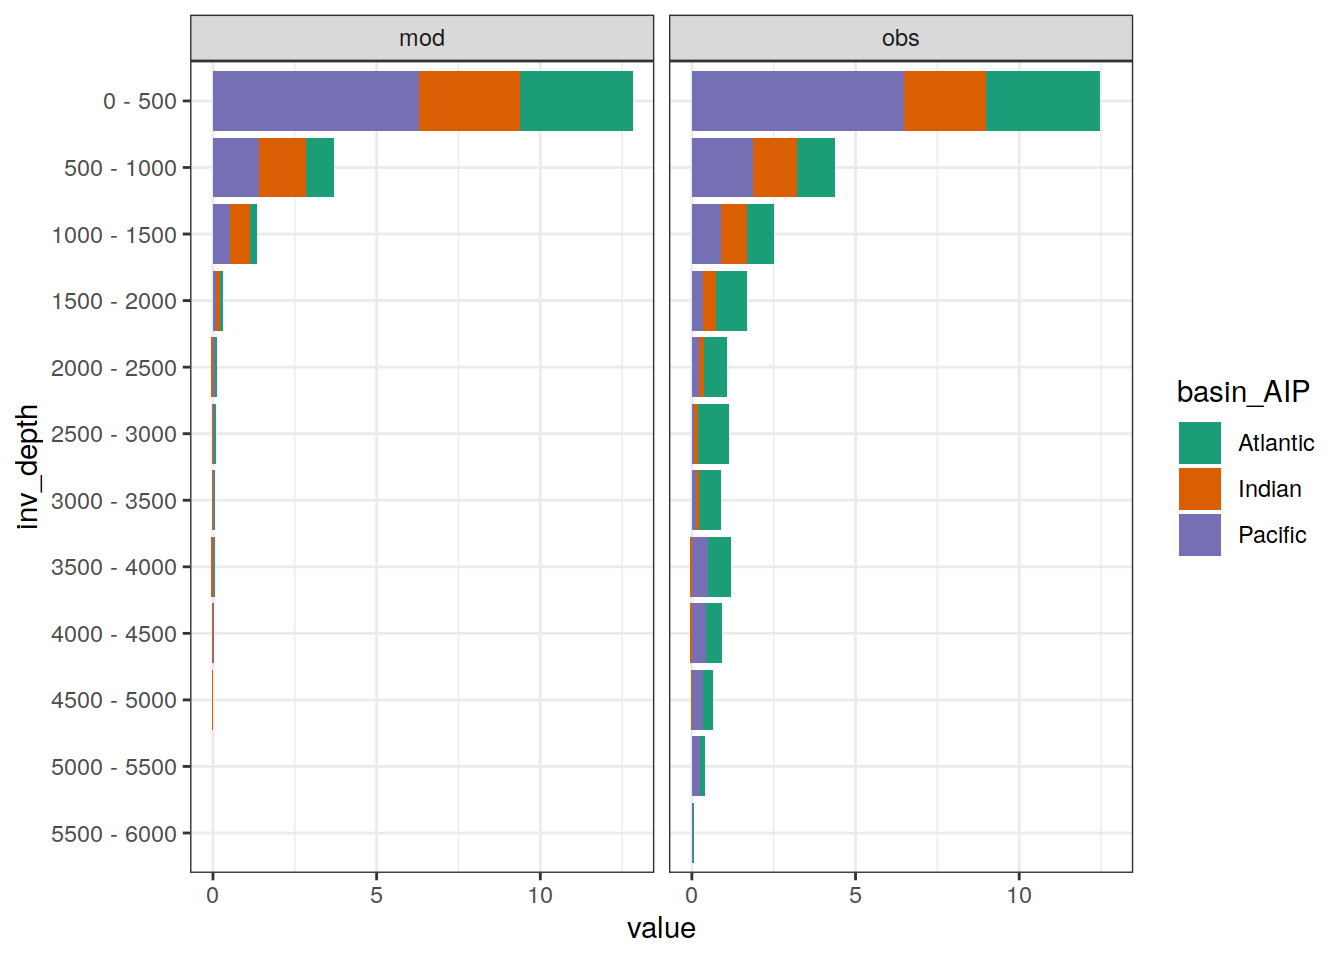 mod
obs
0 - 500
500 - 1000
1000 - 1500
1500 - 2000
2000 - 2500
2500 - 3000
3000 - 3500
3500 - 4000
4000 - 4500
4500 - 5000
5000 - 5500
5500 - 6000
inv_depth
0 5 10
0 5 10
value
basin_AIP
Atlantic
Indian
Pacific